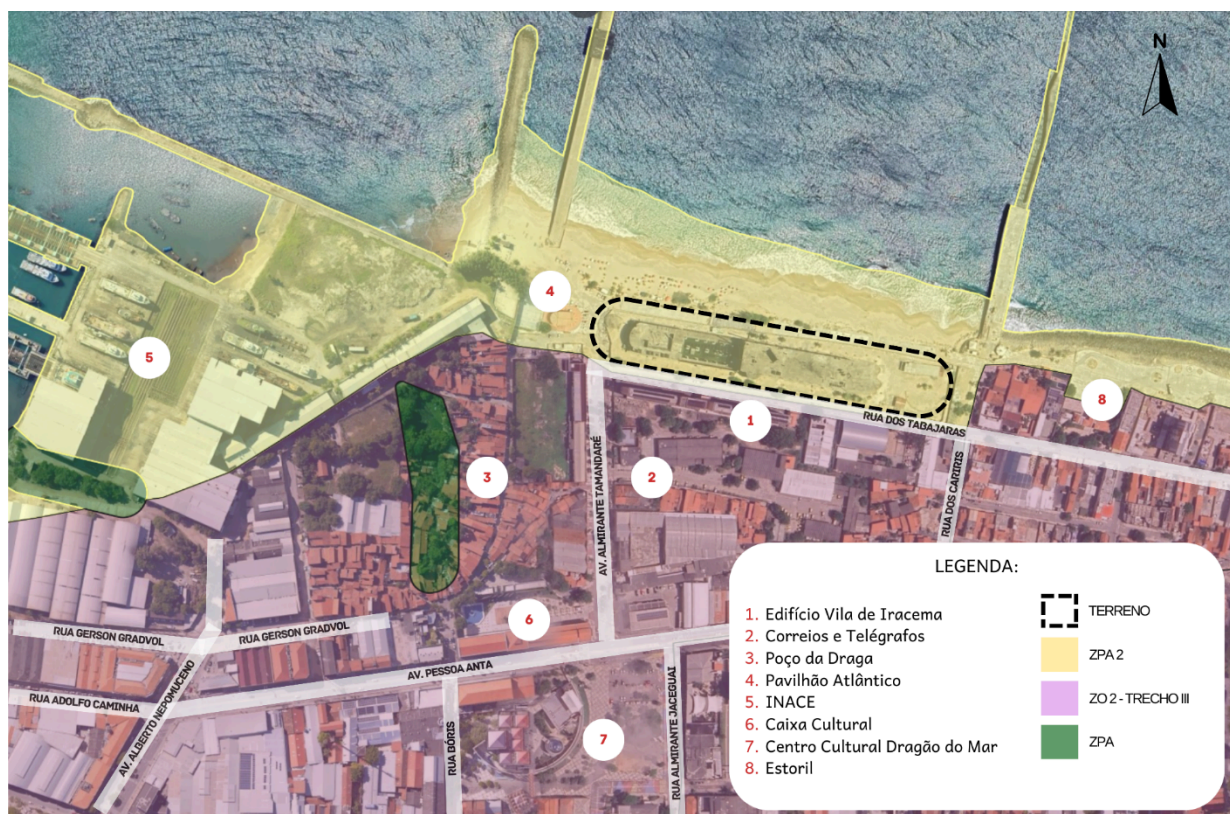 N
4
5
8
1
RUA DOS TABAJARAS
3
2
AV. ALMIRANTE TAMANDARÉ
RUA DOS CARIRIS
6
RUA GERSON GRADVOL
RUA GERSON GRADVOL
AV. PESSOA ANTA
RUA ADOLFO CAMINHA
AV. ALBERTO NEPOMUCENO
RUA BÓRIS
7
RUA ALMIRANTE JACEGUAI
LEGENDA:
1. Edifício Vila de Iracema
2. Correios e Telégrafos
3. Poço da Draga
4. Pavilhão Atlântico
5. INACE
6. Caixa Cultural
7. Centro Cultural Dragão do Mar
8. Estoril
TERRENO
ZPA 2
ZO 2 - TRECHO III
ZPA